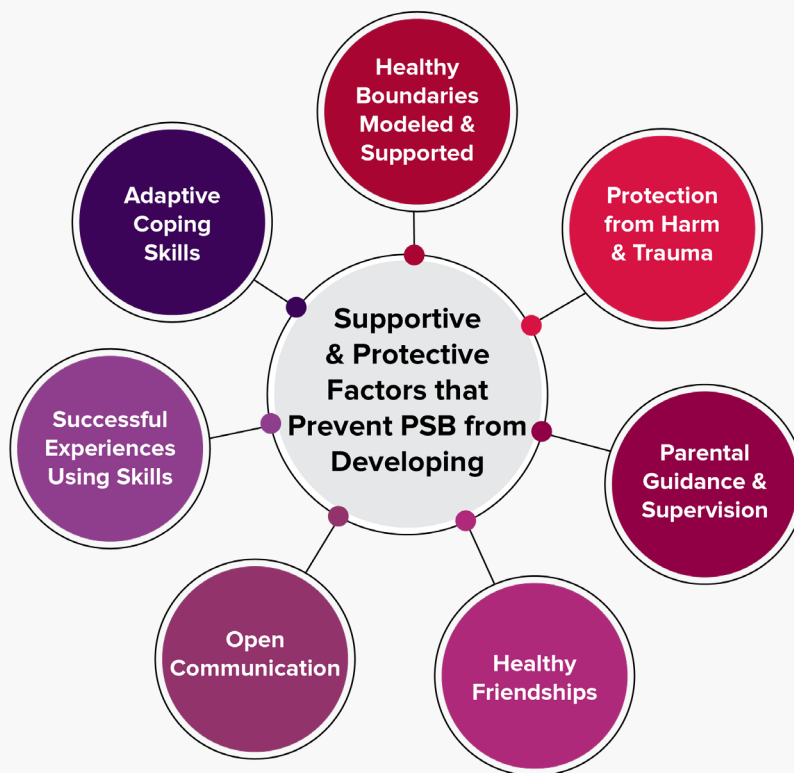 Healthy
Boundaries
Modeled &
Supported
Protection
from Harm
& Trauma
Parental
Guidance &
Supervision
Healthy
Friendships
Open
Communication
Successful
Experiences
Using Skills
Adaptive
Coping
Skills
Supportive
& Protective
Factors that
Prevent PSB from
Developing